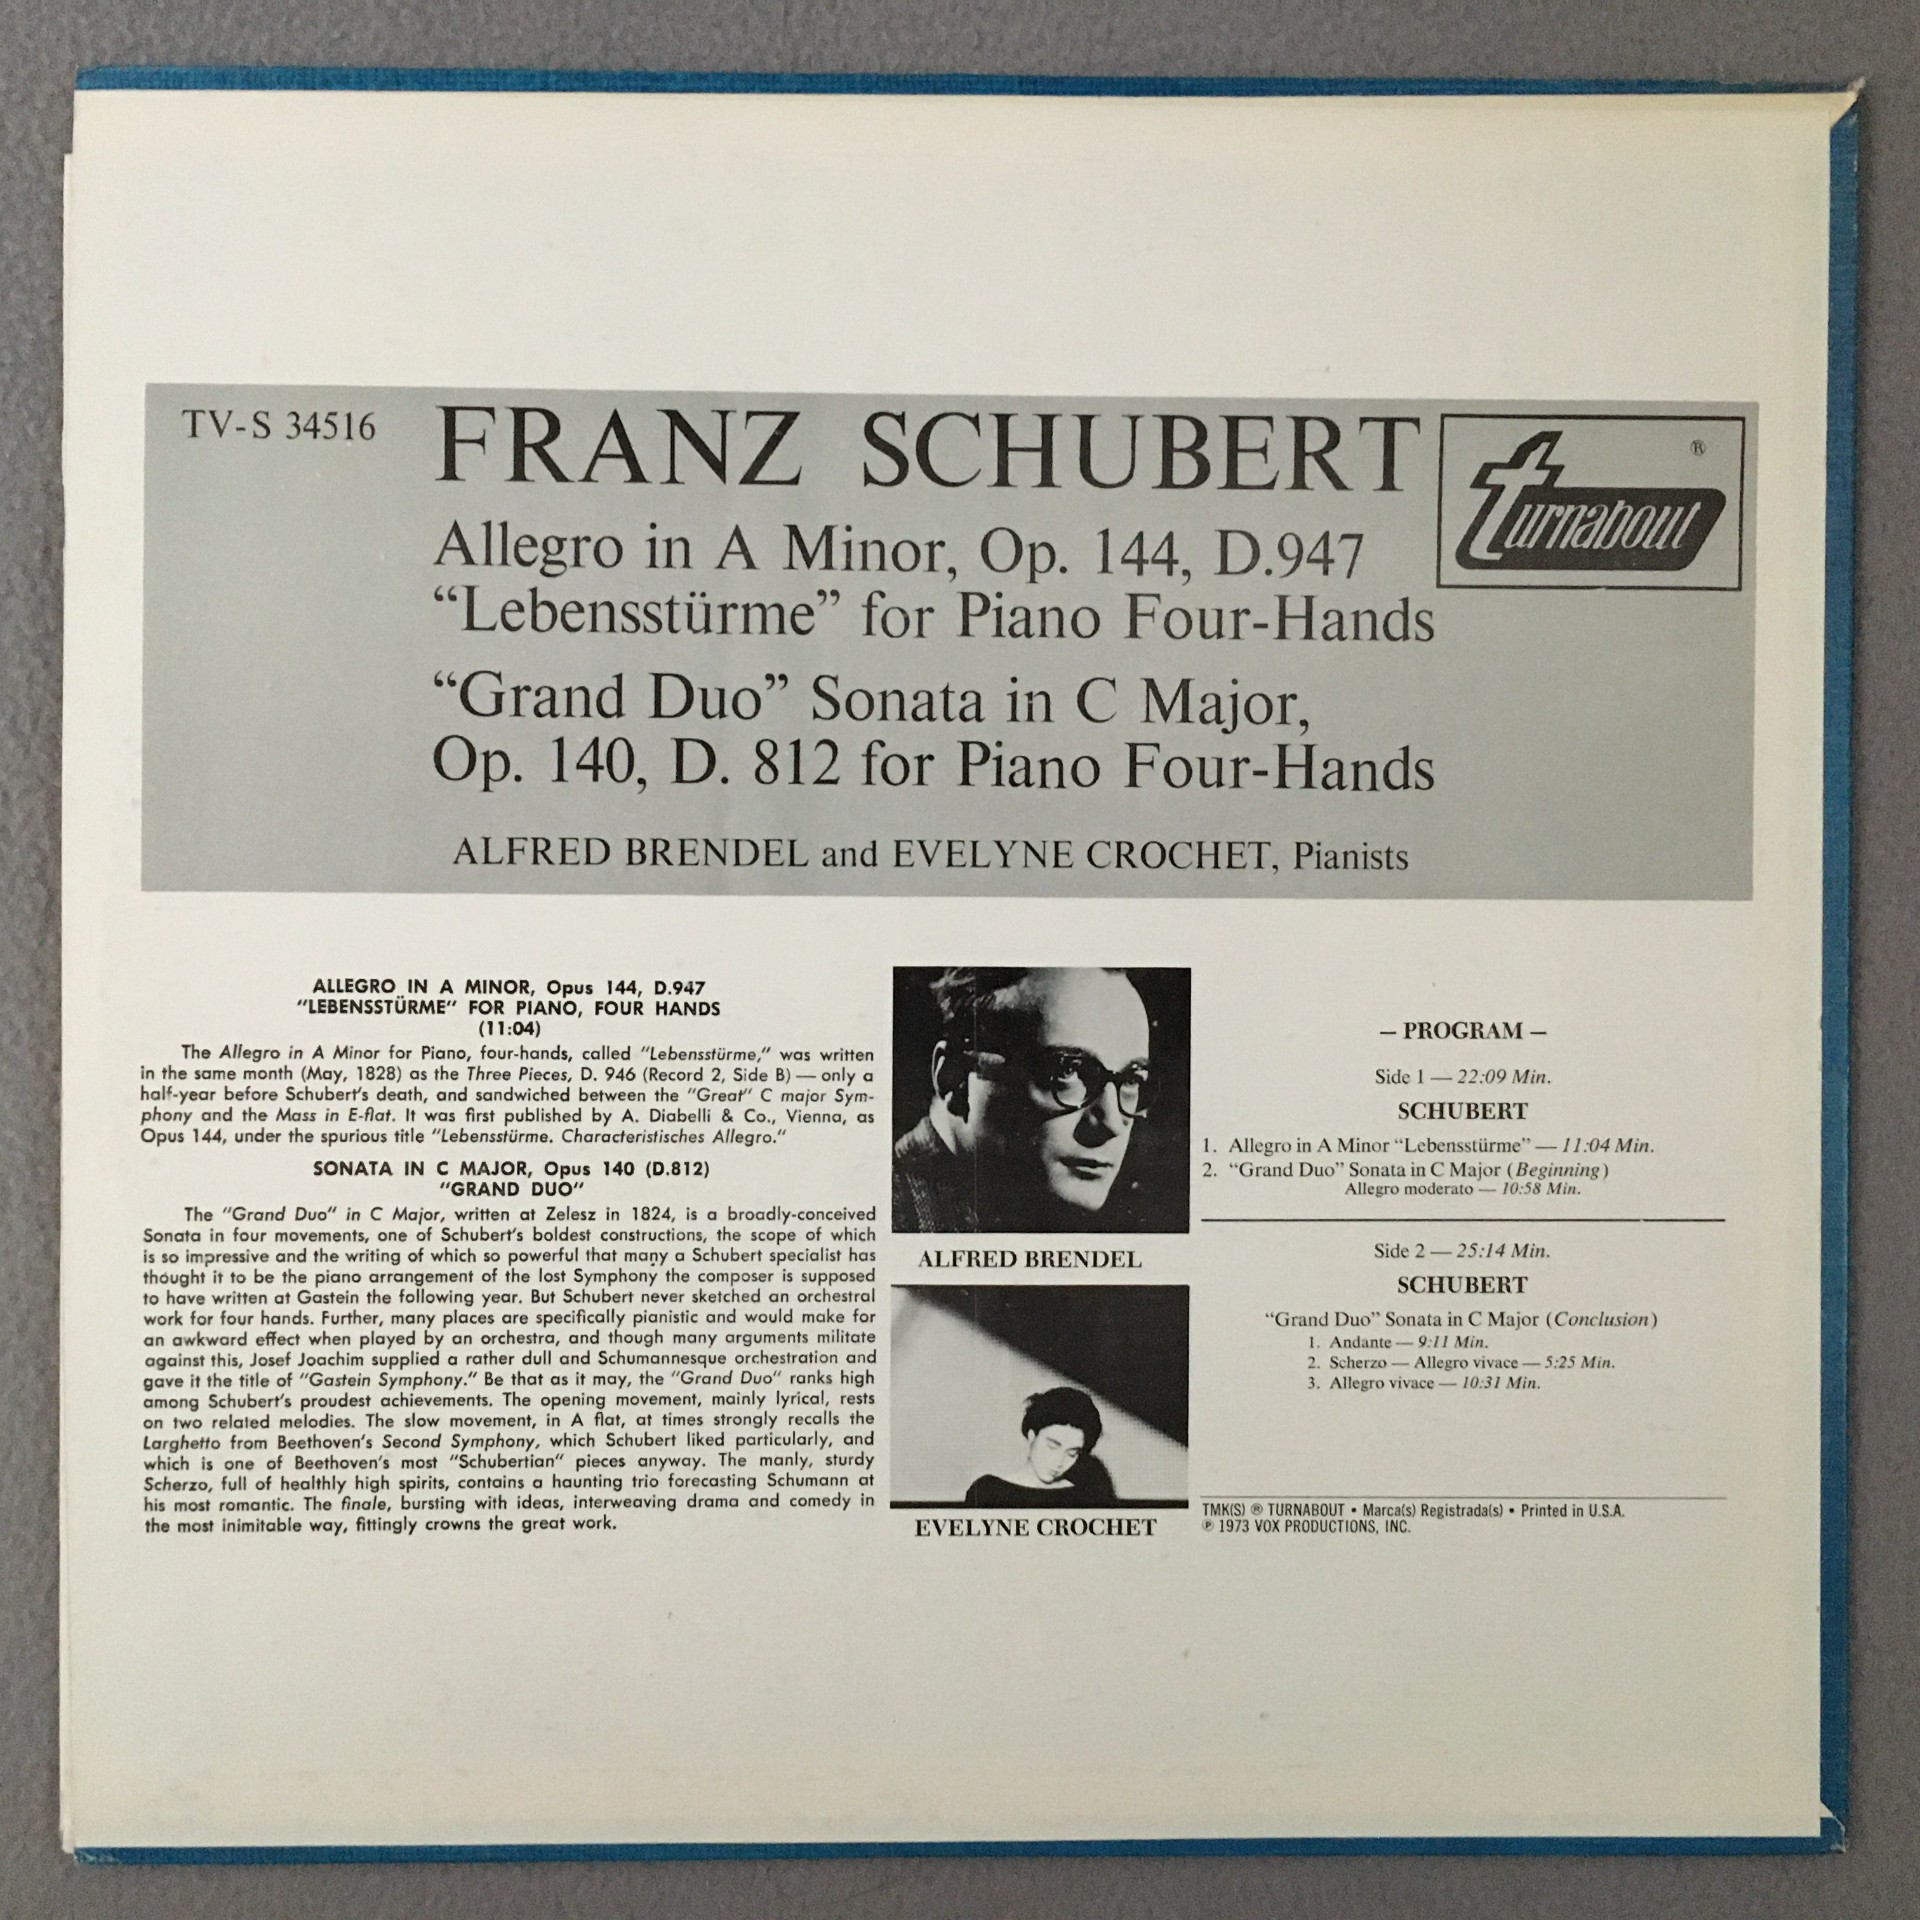 TV-S 34516
FRANZ SCHUBERT
®
turnabout
Allegro in A Minor, Op. 144, D.947
“Lebensstürme” for Piano Four-Hands
“Grand Duo” Sonata in C Major,
Op. 140, D. 812 for Piano Four-Hands
ALFRED BRENDEL and EVELYNE CROCHET, Pianists
ALLEGRO IN A MINOR, Opus 144, D.947
“LEBENSSTÜRME” FOR PIANO, FOUR HANDS
(11:04)
The Allegro in A Minor for Piano, four-hands, called “Lebensstürme,” was written
in the same month (May, 1828) as the Three Pieces, D. 946 (Record 2, Side B) — only a
half-year before Schubert’s death, and sandwiched between the “Great” C major Sym-
phony and the Mass in E-flat. It was first published by A. Diabelli & Co., Vienna, as
Opus 144, under the spurious title “Lebensstürme. Characteristisches Allegro.”
SONATA IN C MAJOR, Opus 140 (D.812)
“GRAND DUO”
The “Grand Duo” in C Major, written at Zelesz in 1824, is a broadly-conceived
Sonata in four movements, one of Schubert’s boldest constructions, the scope of which
is so impressive and the writing of which so powerful that many a Schubert specialist has
thought it to be the piano arrangement of the lost Symphony the composer is supposed
to have written at Gastein the following year. But Schubert never sketched an orchestral
work for four hands. Further, many places are specifically pianistic and would make for
an awkward effect when played by an orchestra, and though many arguments militate
against this, Josef Joachim supplied a rather dull and Schumannesque orchestration and
gave it the title of “Gastein Symphony.” Be that as it may, the “Grand Duo” ranks high
among Schubert’s proudest achievements. The opening movement, mainly lyrical, rests
on two related melodies. The slow movement, in A flat, at times strongly recalls the
Larghetto from Beethoven’s Second Symphony, which Schubert liked particularly, and
which is one of Beethoven’s most “Schubertian” pieces anyway. The manly, sturdy
Scherzo, full of healthly high spirits, contains a haunting trio forecasting Schumann at
his most romantic. The finale, bursting with ideas, interweaving drama and comedy in
the most inimitable way, fittingly crowns the great work.
ALFRED BRENDEL
EVELYNE CROCHET
— PROGRAM —
Side 1 — 22:09 Min.
SCHUBERT
1. Allegro in A Minor “Lebensstürme” — 11:04 Min.
2. “Grand Duo” Sonata in C Major (Beginning)
Allegro moderato — 10:58 Min.
Side 2 — 25:14 Min.
SCHUBERT
“Grand Duo” Sonata in C Major (Conclusion)
1. Andante — 9:11 Min.
2. Scherzo — Allegro vivace — 5:25 Min.
3. Allegro vivace — 10:31 Min.
TMK(S) ® TURNABOUT • Marca(s) Registrada(s) • Printed in U.S.A.
℗ 1973 VOX PRODUCTIONS, INC.